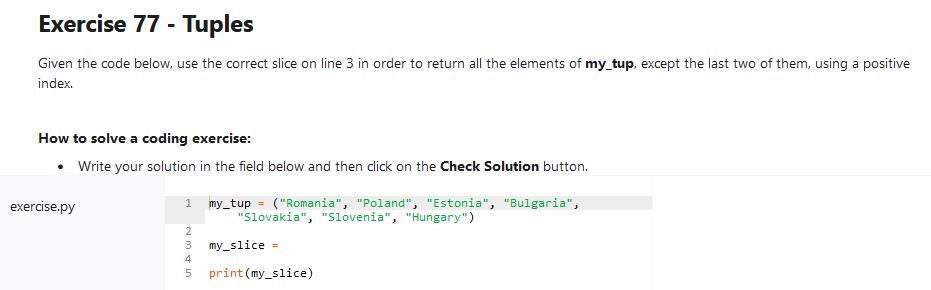 Exercise 77 - Tuples
Given the code below, use the correct slice on line 3 in order to return all the elements of my_tup, except the last two of them, using a positive
index.
How to solve a coding exercise:
• Write your solution in the field below and then click on the Check Solution button.
exercise.py
1 my_tup = ("Romania", "Poland", "Estonia", "Bulgaria",
"Slovakia", "Slovenia", "Hungary")
2
3 my_slice =
4
5 print(my_slice)